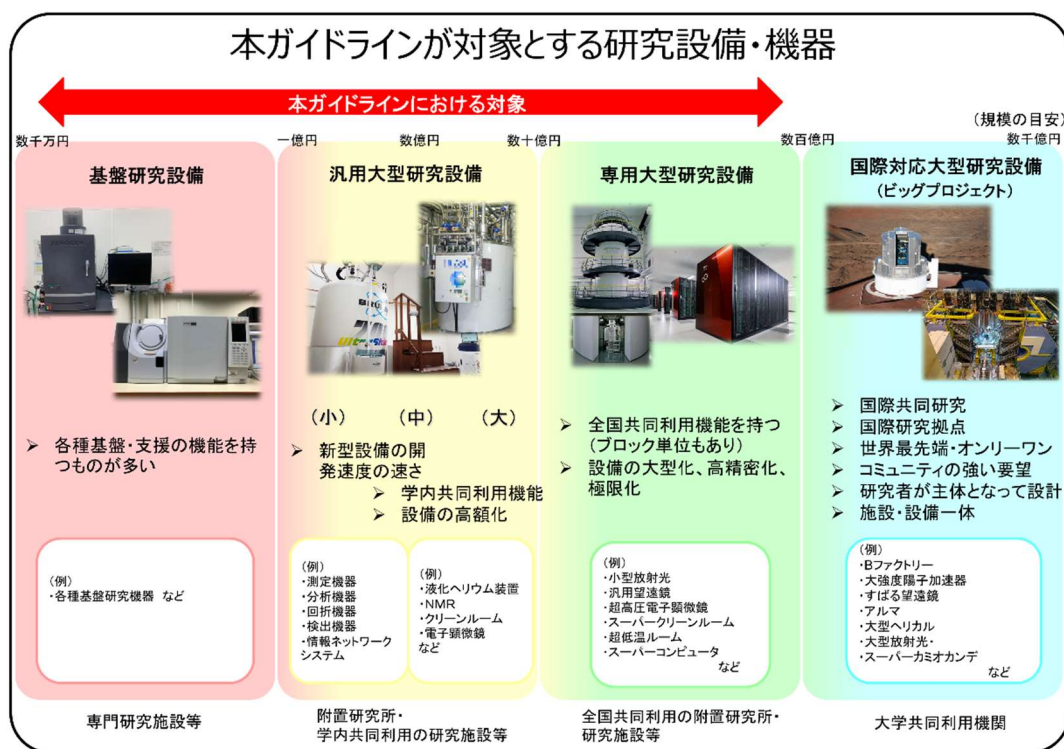 本ガイドラインが対象とする研究設備・機器
本ガイドラインにおける対象
(規模の目安)
数千万円
一億円
数億円
数十億円
数百億円
数千億円
基盤研究設備
➢ 各種基盤・支援の機能を持
つものが多い
(例)
・各種基盤研究機器 など
専門研究施設等
汎用大型研究設備
(小)
(中)
(大)
➢ 新型設備の開
発速度の速さ
➢ 学内共同利用機能
➢ 設備の高額化
(例)
・測定機器
・分析機器
・回折機器
・検出機器
・情報ネットワーク
システム
(例)
・液化ヘリウム装置
・NMR
・クリーンルーム
・電子顕微鏡
など
附置研究所・
学内共同利用の研究施設等
専用大型研究設備
➢ 全国共同利用機能を持つ
(ブロック単位もあり)
➢ 設備の大型化、高精密化、
極限化
(例)
・小型放射光
・汎用望遠鏡
・超高圧電子顕微鏡
・スーパークリーンルーム
・超低温ルーム
・スーパーコンピュータ
など
全国共同利用の附置研究所・
研究施設等
国際対応大型研究設備
(ビッグプロジェクト)
➢ 国際共同研究
➢ 国際研究拠点
➢ 世界最先端・オンリーワン
➢ コミュニティの強い要望
➢ 研究者が主体となって設計
➢ 施設・設備一体
(例)
・Bファクトリー
・大強度陽子加速器
・すばる望遠鏡
・アルマ
・大型ヘリカル
・大型放射光・
・スーパーカミオカンデ
など
大学共同利用機関